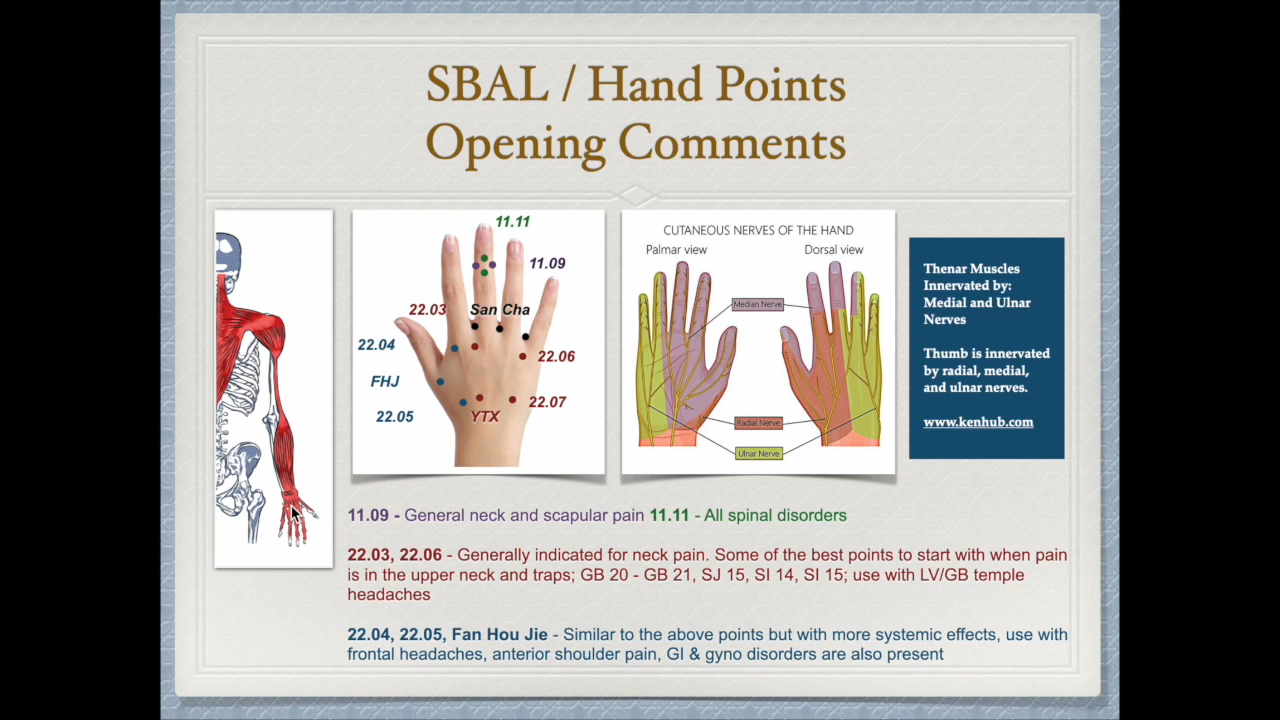 SBAL / Hand Points
Opening Comments
11.11
11.09
22.03
San Cha
22.04
22.06
FHJ
22.07
22.05
YTX
CUTANEOUS NERVES OF THE HAND
Palmar view
Dorsal view
Median Nerve
Radial Nerve
Ulnar Nerve
Thenar Muscles
Innervated by:
Medial and Ulnar
Nerves
Thumb is innervated
by radial, medial,
and ulnar nerves.
www.kenhub.com
11.09 - General neck and scapular pain 11.11 - All spinal disorders
22.03, 22.06 - Generally indicated for neck pain. Some of the best points to start with when pain
is in the upper neck and traps; GB 20 - GB 21, SJ 15, SI 14, SI 15; use with LV/GB temple
headaches
22.04, 22.05, Fan Hou Jie - Similar to the above points but with more systemic effects, use with
frontal headaches, anterior shoulder pain, GI & gyno disorders are also present